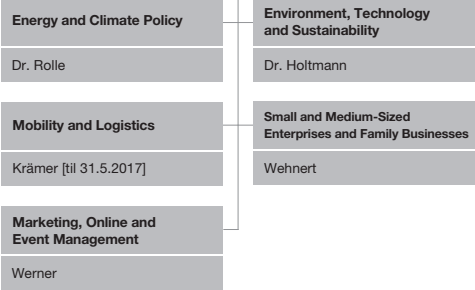 Energy and Climate Policy
Dr. Rolle
Environment, Technology
and Sustainability
Dr. Holtmann
Mobility and Logistics
Krämer [til 31.5.2017]
Small and Medium-Sized
Enterprises and Family Businesses
Wehnert
Marketing, Online and
Event Management
Werner